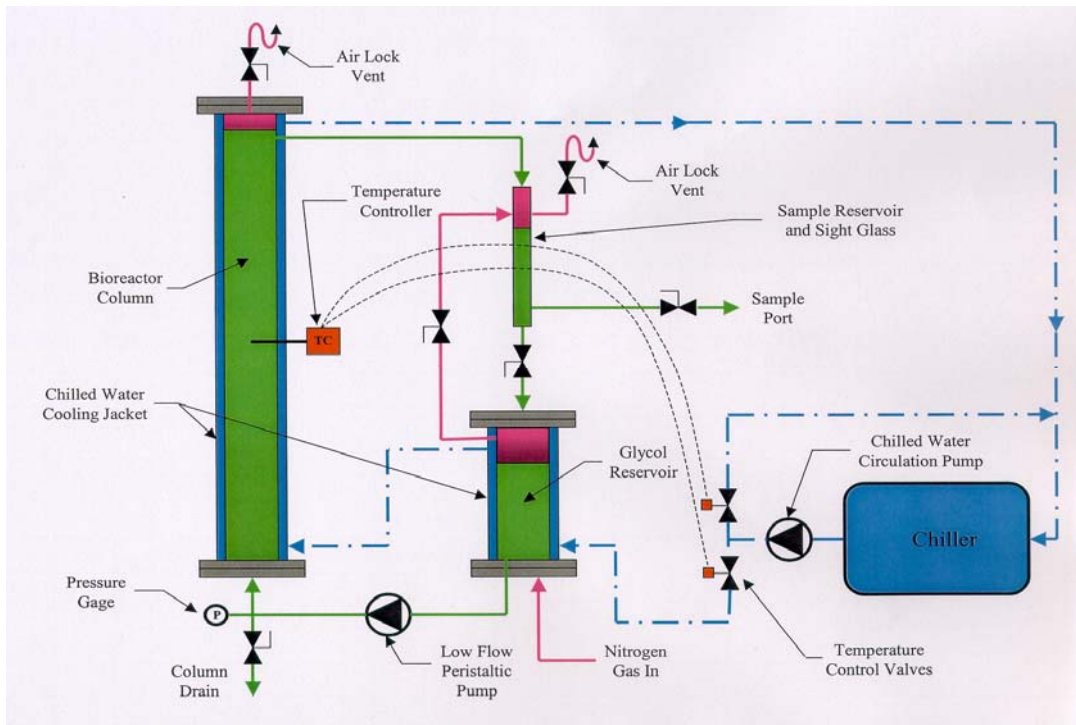 Air Lock
Vent
Air Lock
Vent
Temperature
Controller
Sample Reservoir
and Sight Glass
Bioreactor
Column
Sample
Port
TC
Chilled Water
Cooling Jacket
Glycol
Reservoir
Chilled Water
Circulation Pump
Chiller
Pressure
Gage
P
Column
Drain
Low Flow
Peristaltic
Pump
Nitrogen
Gas In
Temperature
Control Valves